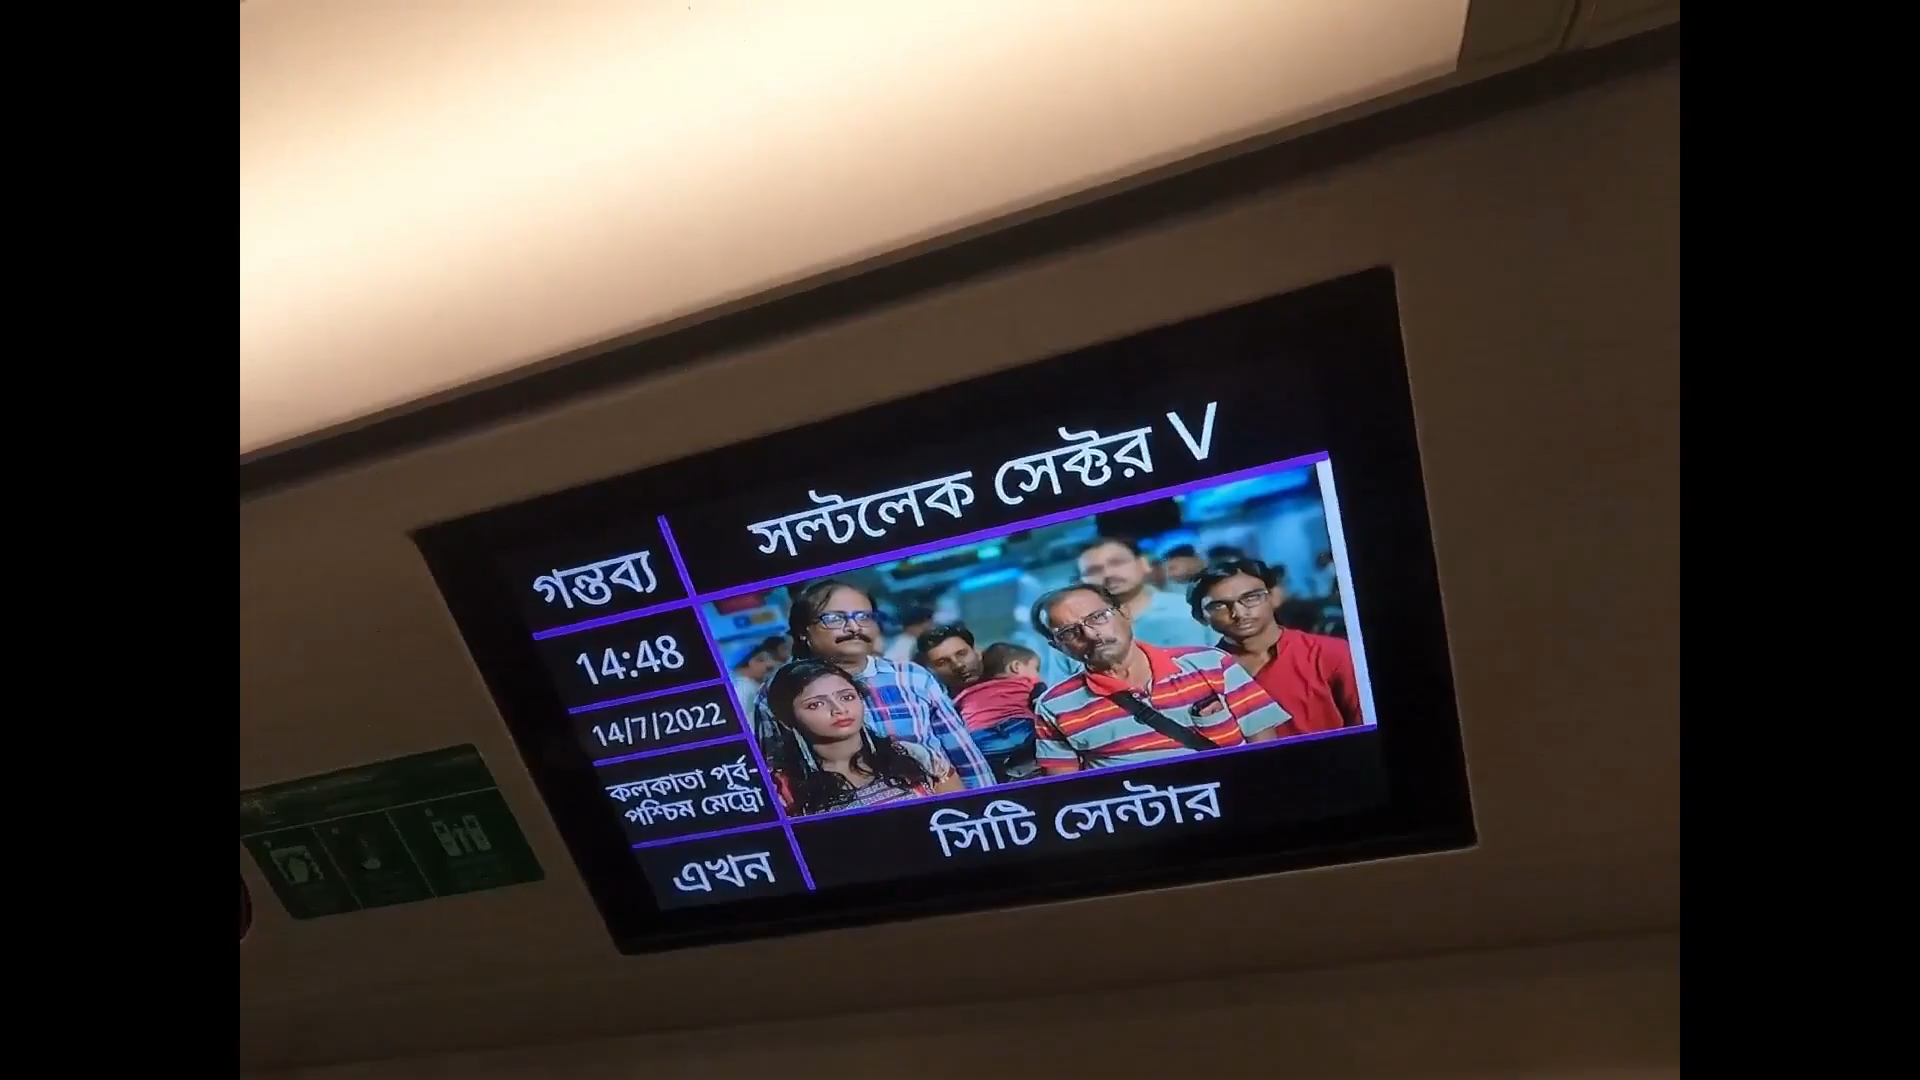 গন্তব্য
সল্টলেক সেক্টর V
14:48
14/7/2022
কলকাতা পূর্ব-
পশ্চিম মেট্রো
এখন
সিটি সেন্টার